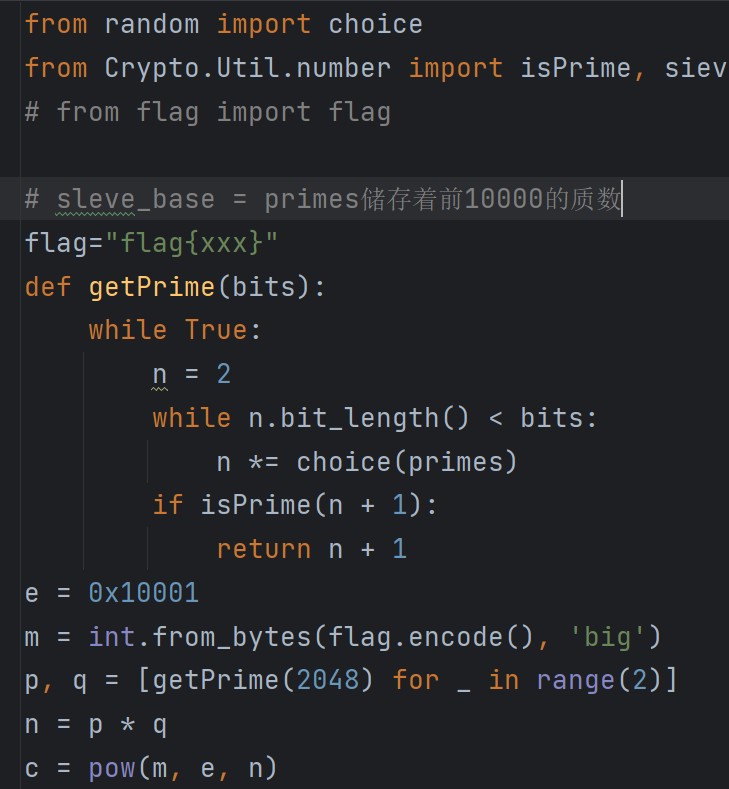 from random import choice
from Crypto.Util.number import isPrime, siev
# from flag import flag
# sleve_base = primes储存着前10000的质数
flag="flag{xxx}"
def getPrime(bits):
    while True:
        n = 2
        while n.bit_length() < bits:
            n *= choice(primes)
        if isPrime(n + 1):
            return n + 1
e = 0x10001
m = int.from_bytes(flag.encode(), 'big')
p, q = [getPrime(2048) for _ in range(2)]
n = p * q
c = pow(m, e, n)